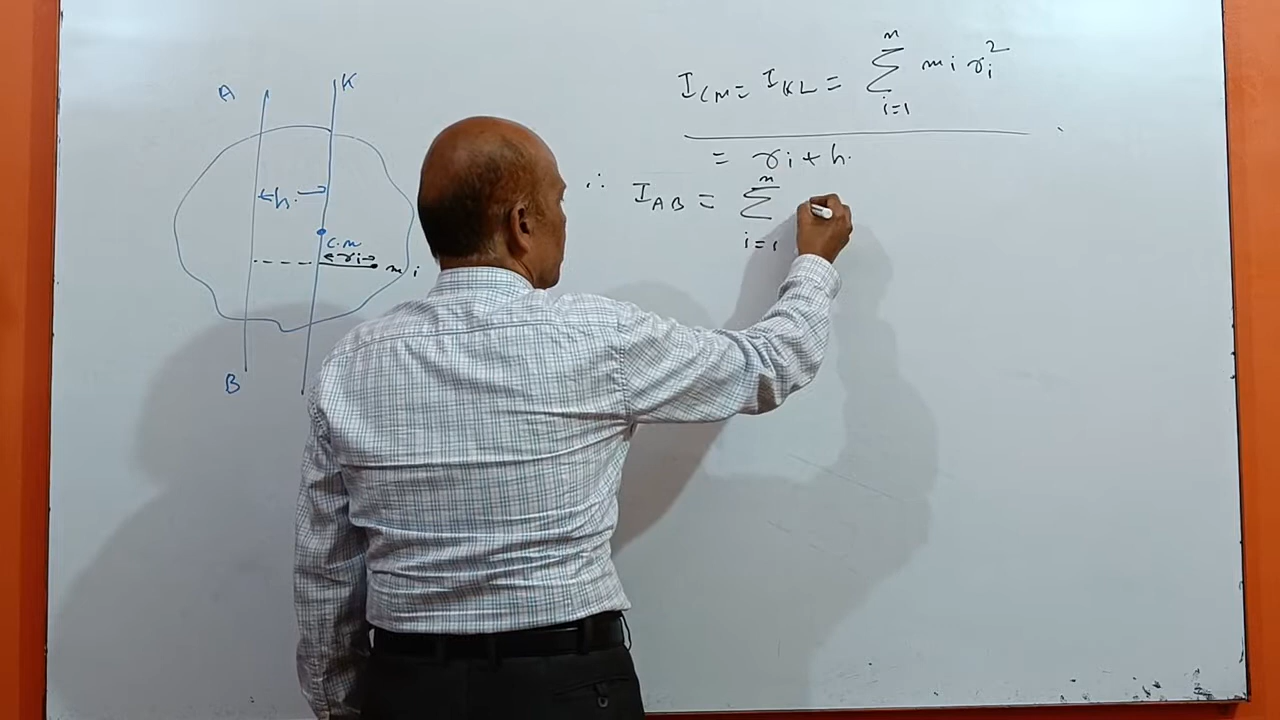 A
K
h.
C.M
ri
mi
B
I_CM = I_KL = Σ_{i=1}^{n} mi ri²
= ri + h.
∴ I_AB = Σ_{i=1}^{n}